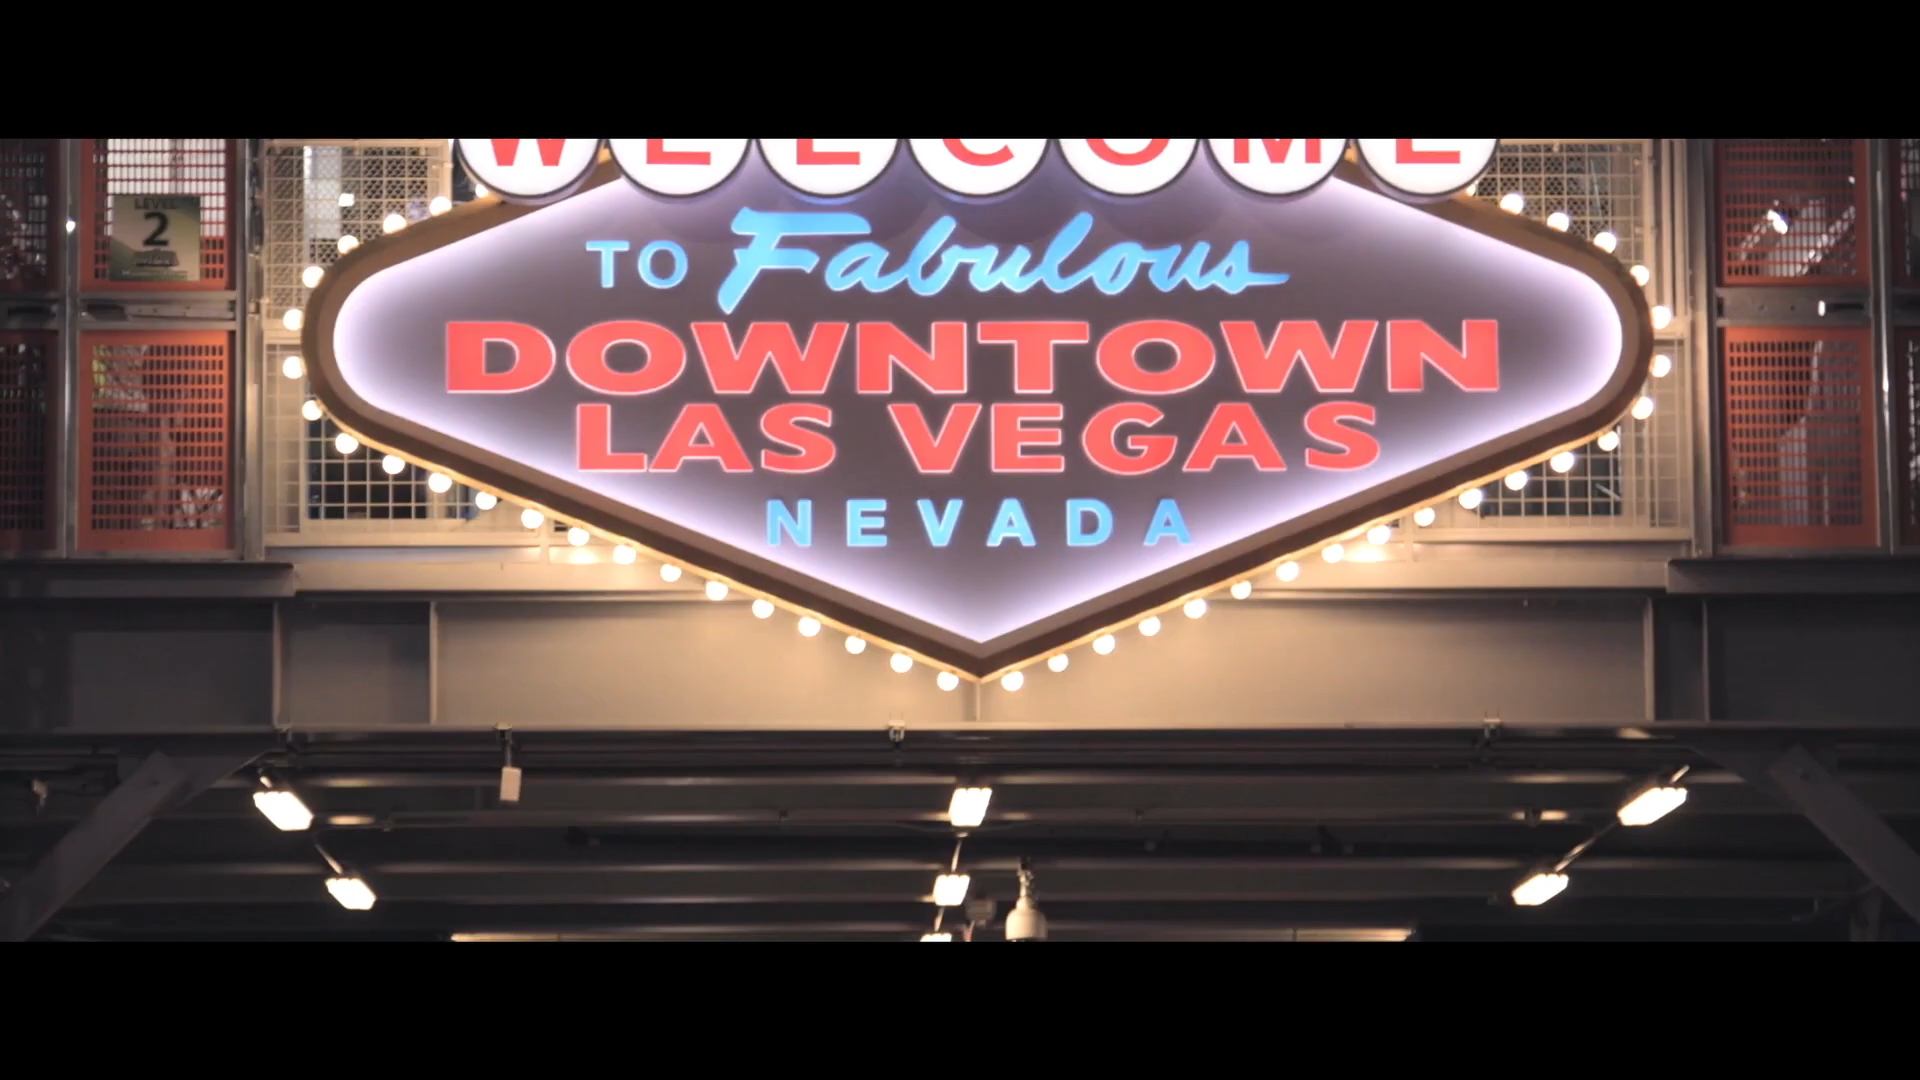 WELCOME
TO Fabulous
DOWNTOWN
LAS VEGAS
NEVADA
LEVEL
2